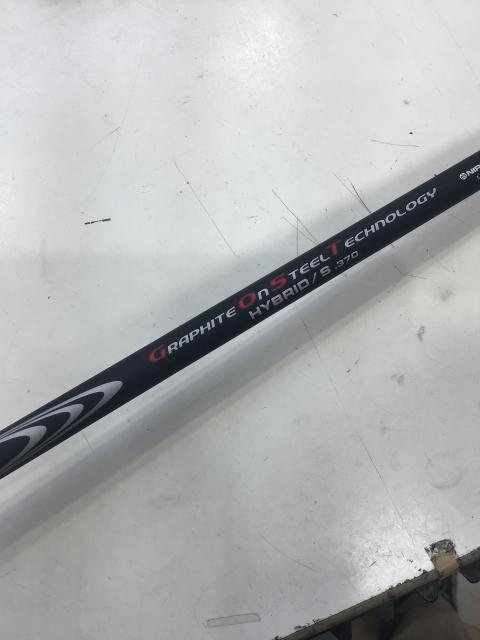 GRAPHITE ON STEEL TECHNOLOGY
HYBRID/S .370